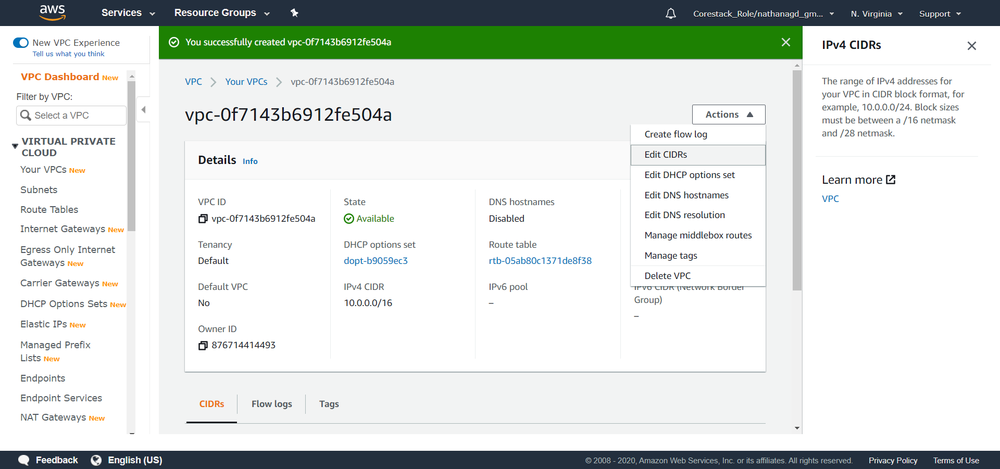 aws
Services
Resource Groups
Corestack_Role/nathanagd_gm...
N. Virginia
Support
New VPC Experience
Tell us what you think
VPC Dashboard New
Filter by VPC:
Select a VPC
VIRTUAL PRIVATE
CLOUD
Your VPCs New
Subnets
Route Tables
Internet Gateways New
Egress Only Internet
Gateways New
Carrier Gateways New
DHCP Options Sets New
Elastic IPs New
Managed Prefix
Lists New
Endpoints
Endpoint Services
NAT Gateways New
You successfully created vpc-0f7143b6912fe504a
VPC
Your VPCs
vpc-0f7143b6912fe504a
vpc-0f7143b6912fe504a
Actions
Create flow log
Edit CIDRs
Edit DHCP options set
Edit DNS hostnames
Edit DNS resolution
Manage middlebox routes
Manage tags
Delete VPC
Details Info
VPC ID
vpc-0f7143b6912fe504a
State
Available
DNS hostnames
Disabled
Tenancy
Default
DHCP options set
dopt-b9059ec3
Route table
rtb-05ab80c1371de8f38
Default VPC
No
IPv4 CIDR
10.0.0.0/16
IPv6 pool
–
IPv6 CIDR (Network Border
Group)
–
Owner ID
876714414493
CIDRs
Flow logs
Tags
IPv4 CIDRs
The range of IPv4 addresses for
your VPC in CIDR block format, for
example, 10.0.0.0/24. Block sizes
must be between a /16 netmask
and /28 netmask.
Learn more
VPC
Feedback
English (US)
© 2008 - 2020, Amazon Web Services, Inc. or its affiliates. All rights reserved.
Privacy Policy
Terms of Use